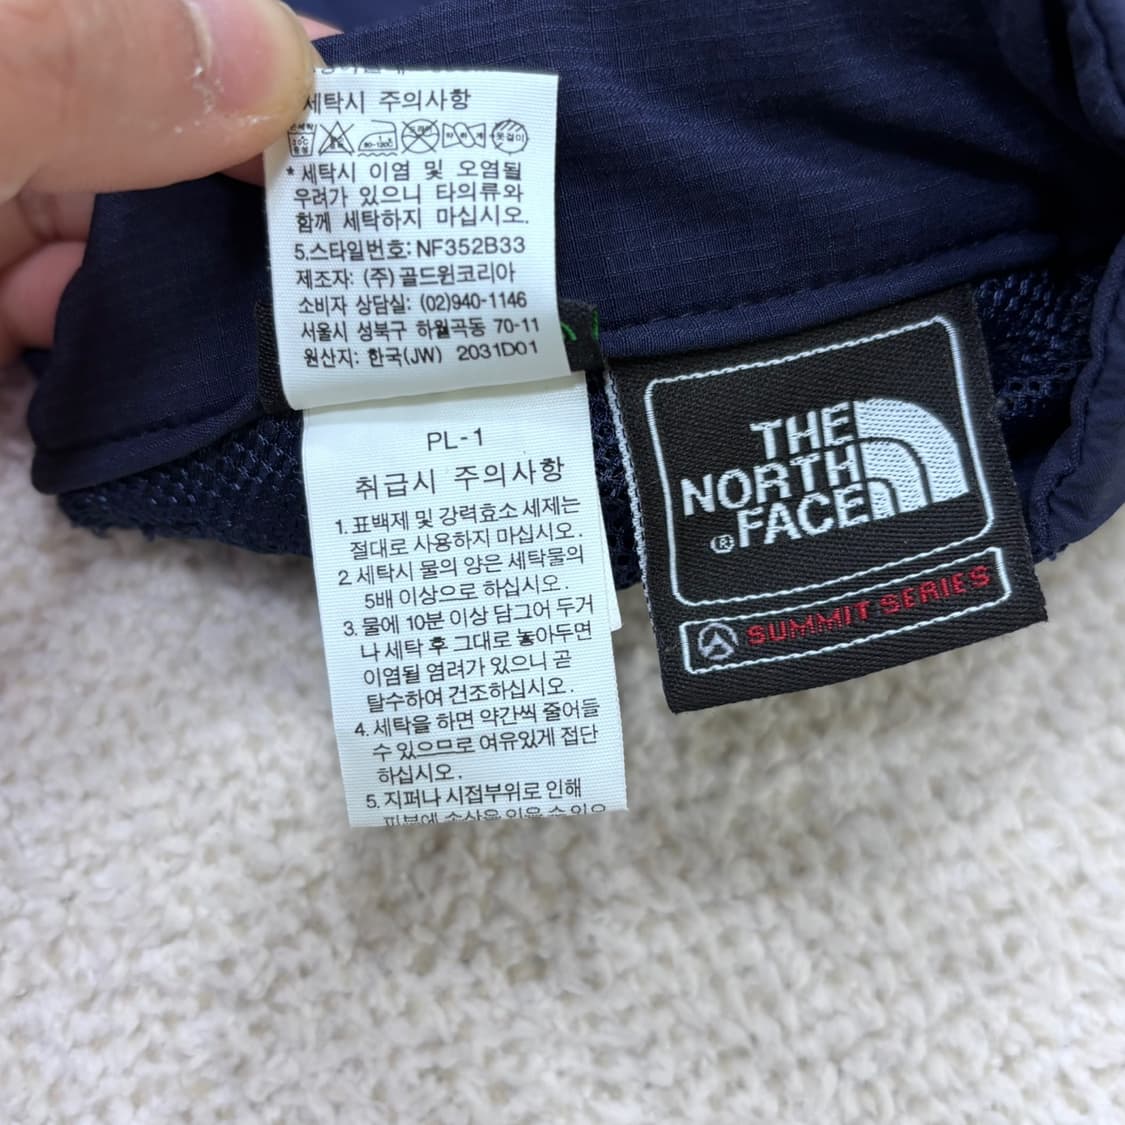 세탁시 주의사항
* 세탁시 이염 및 오염될
우려가 있으니 타의류와
함께 세탁하지 마십시오.
5.스타일번호: NF352B33
제조자: (주)골드윈코리아
소비자 상담실: (02)940-1146
서울시 성북구 하월곡동 70-11
원산지: 한국(JW) 2031D01
PL-1
취급시 주의사항
1. 표백제 및 강력효소 세제는
절대로 사용하지 마십시오.
2. 세탁시 물의 양은 세탁물의
5배 이상으로 하십시오.
3. 물에 10분 이상 담그어 두거
나 세탁 후 그대로 놓아두면
이염될 염려가 있으니 곧
탈수하여 건조하십시오.
4. 세탁을 하면 약간씩 줄어들
수 있으므로 여유있게 접단
하십시오.
5. 지퍼나 시접부위로 인해
피부에 손상을 입을 수 있으
THE
NORTH
FACE
®
SUMMIT SERIES